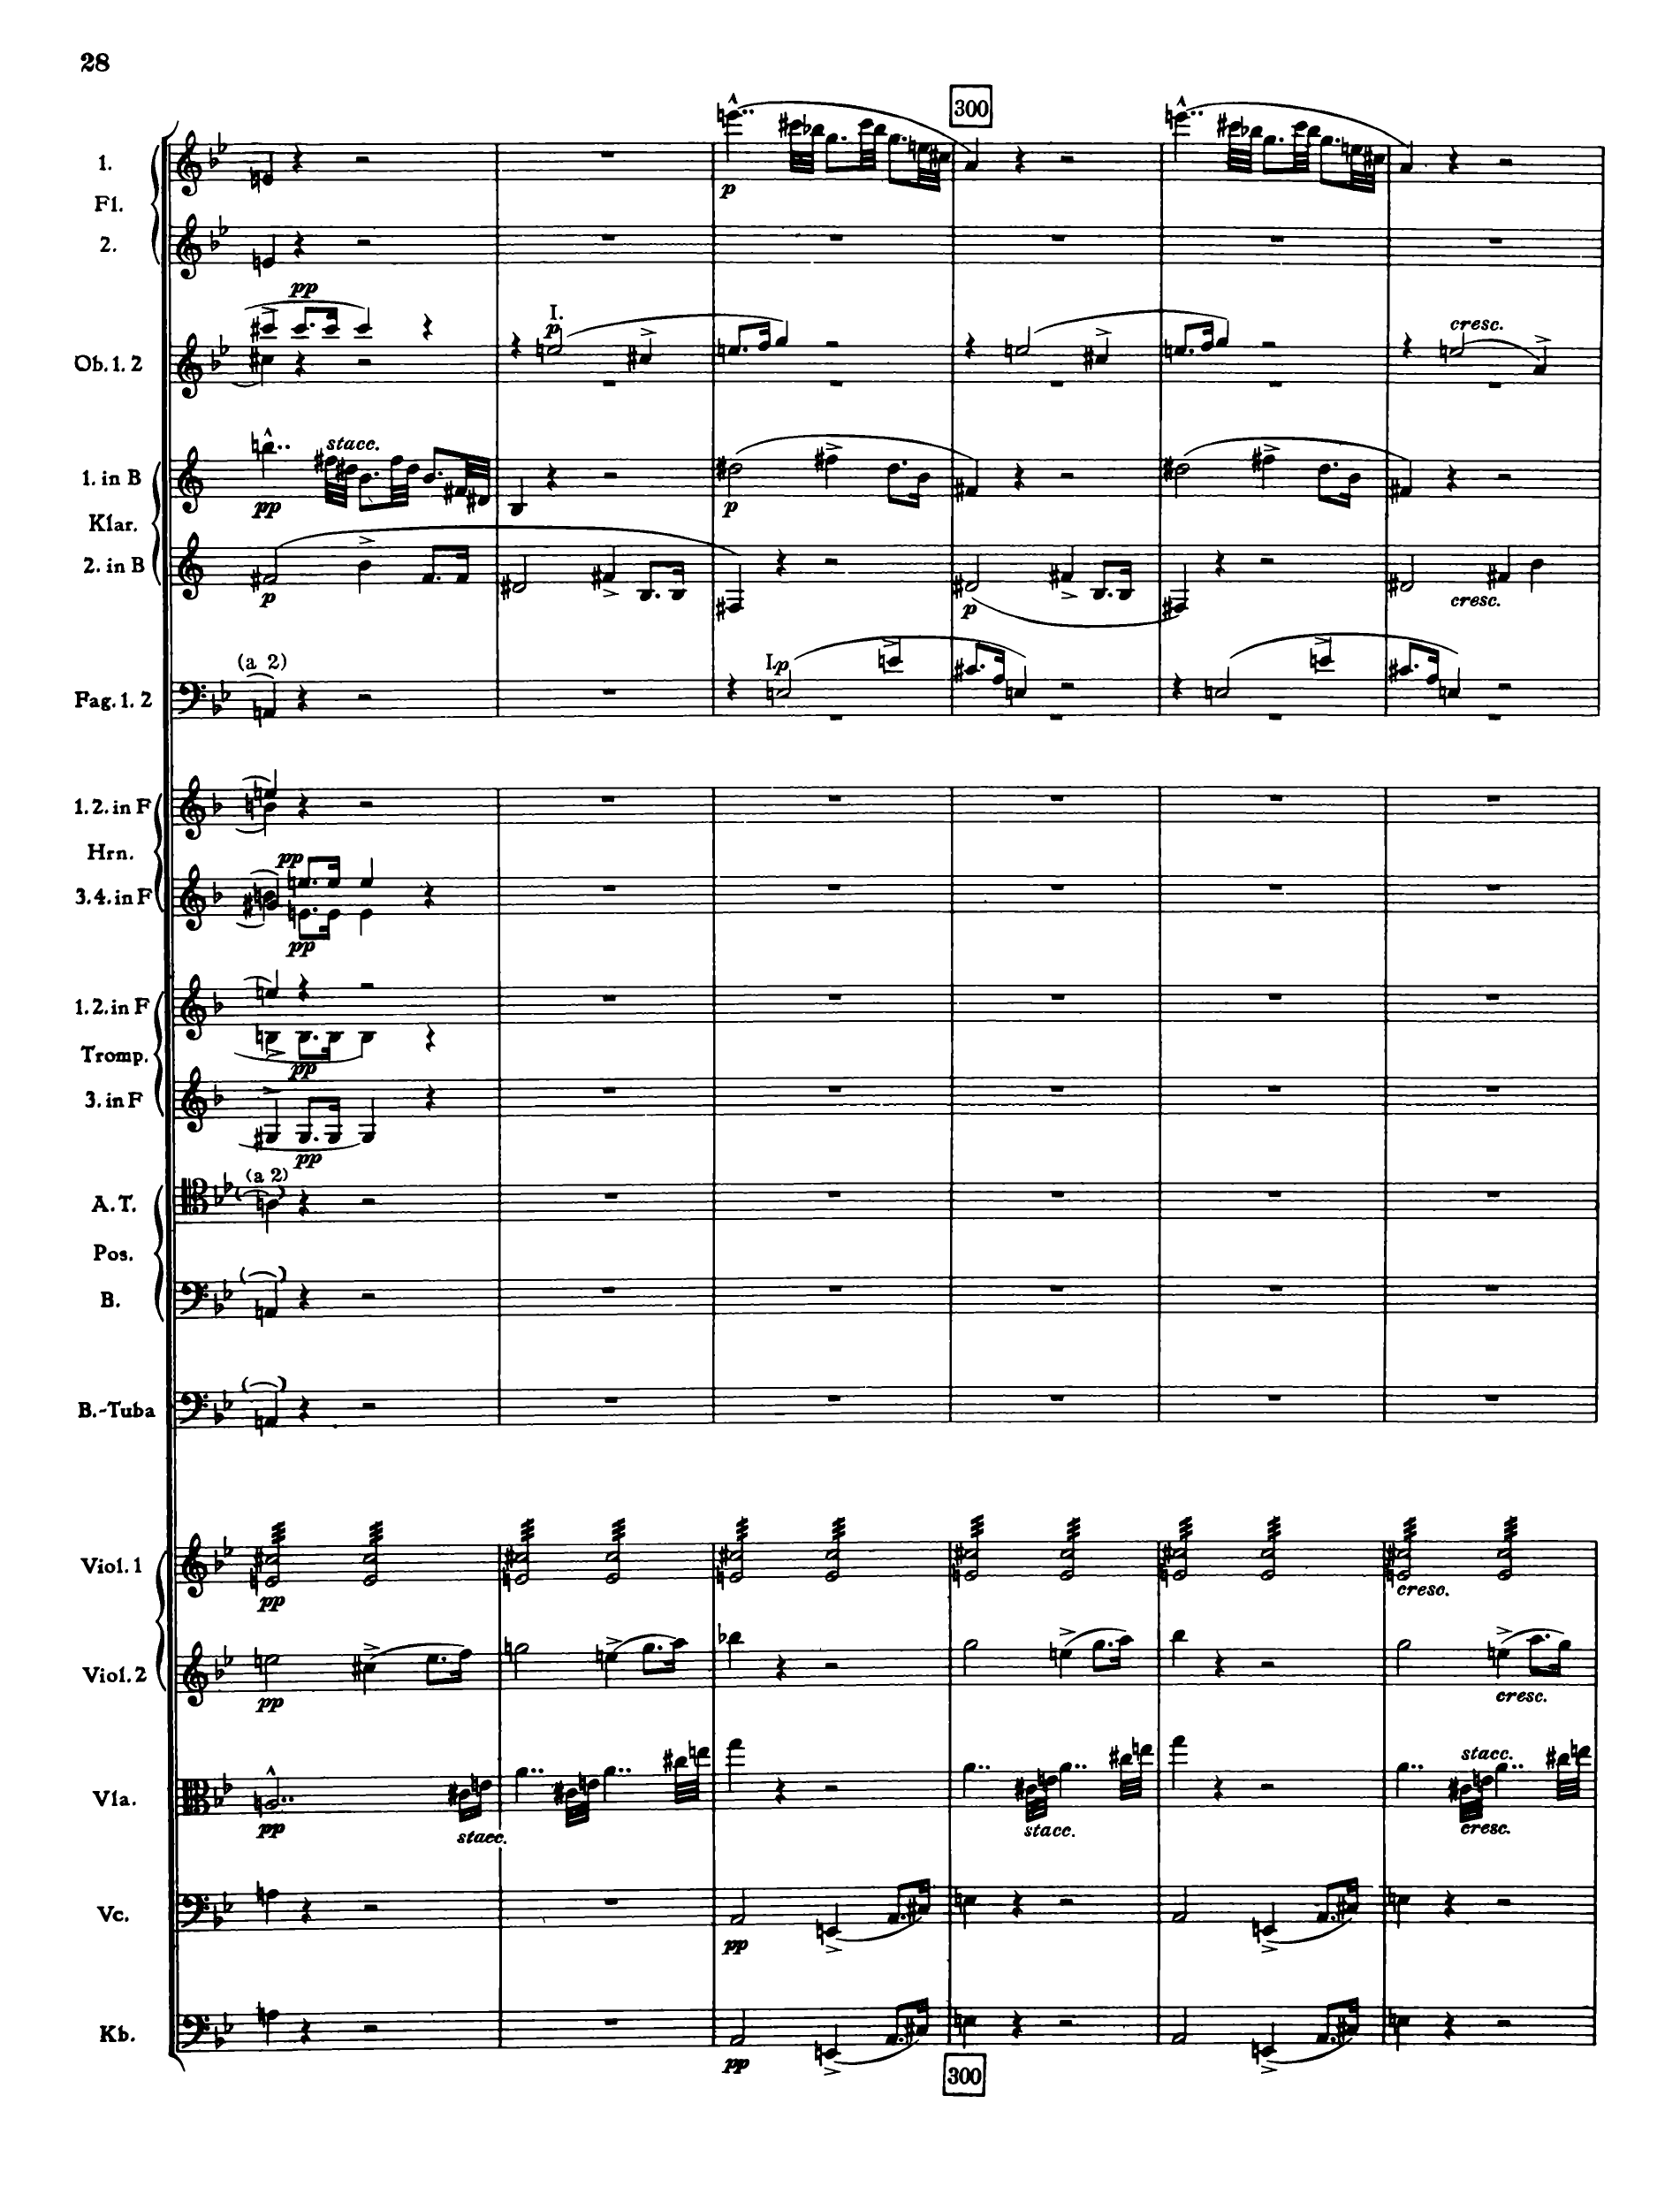 28
300
1.
p
Fl.
2.
pp
I.
p
cresc.
Ob. 1. 2
stacc.
1. in B
pp
p
Klar.
2. in B
p
p
cresc.
(a 2)
I. p
Fag. 1. 2
1. 2. in F
Hrn.
pp
3. 4. in F
pp
1. 2. in F
Tromp.
pp
3. in F
pp
(a 2)
A. T.
Pos.
B.
B.-Tuba
Viol. 1
pp
cresc.
Viol. 2
pp
cresc.
stacc.
Vla.
pp
stacc.
stacc.
cresc.
Vc.
pp
Kb.
pp
300